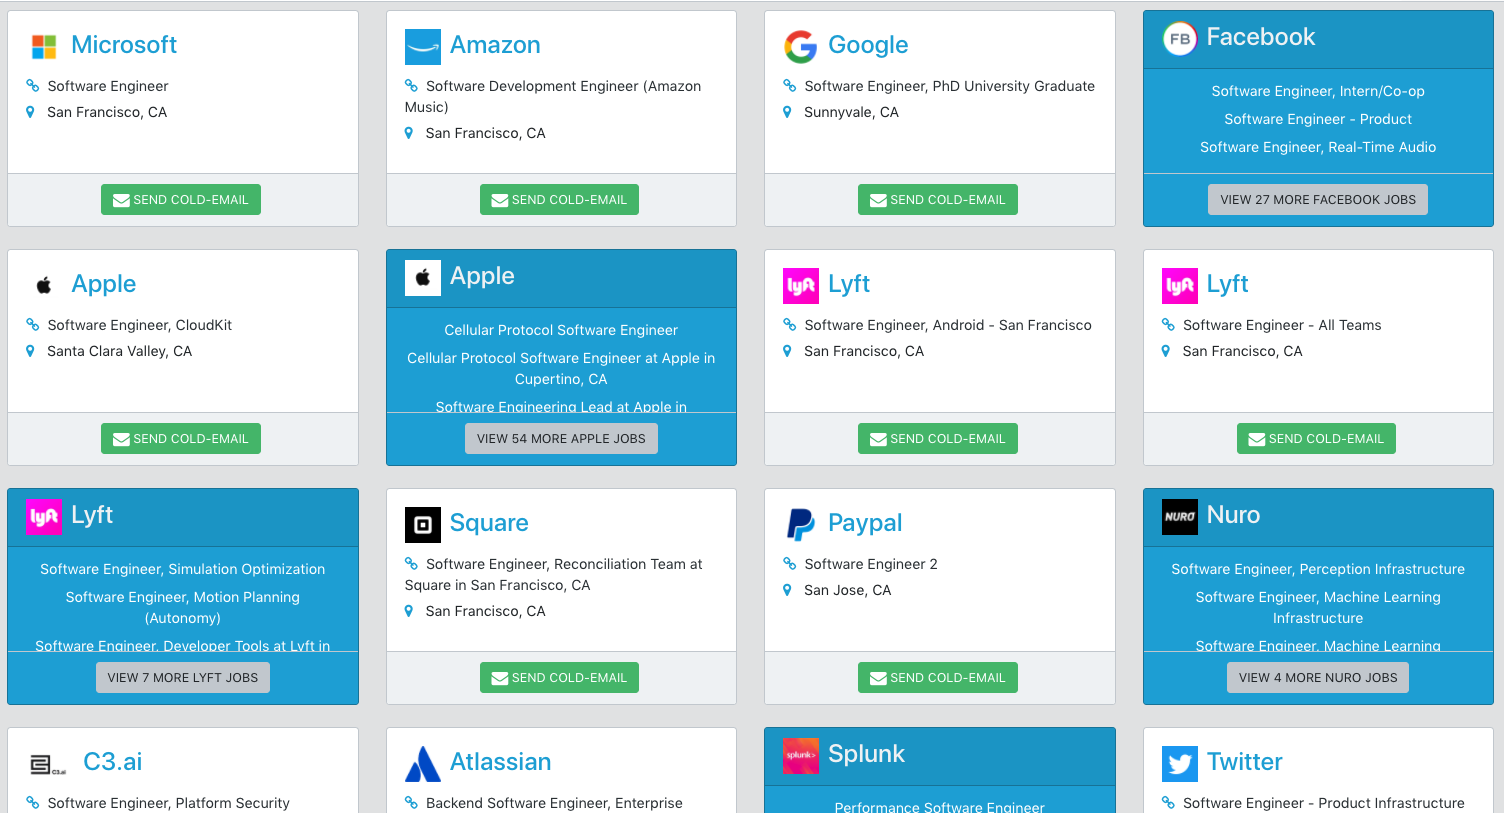 Microsoft
Software Engineer
San Francisco, CA
SEND COLD-EMAIL
Amazon
Software Development Engineer (Amazon
Music)
San Francisco, CA
SEND COLD-EMAIL
Google
Software Engineer, PhD University Graduate
Sunnyvale, CA
SEND COLD-EMAIL
FB Facebook
Software Engineer, Intern/Co-op
Software Engineer - Product
Software Engineer, Real-Time Audio
VIEW 27 MORE FACEBOOK JOBS
Apple
Software Engineer, CloudKit
Santa Clara Valley, CA
SEND COLD-EMAIL
Apple
Cellular Protocol Software Engineer
Cellular Protocol Software Engineer at Apple in
Cupertino, CA
Software Engineering Lead at Apple in
VIEW 54 MORE APPLE JOBS
lyft Lyft
Software Engineer, Android - San Francisco
San Francisco, CA
SEND COLD-EMAIL
lyft Lyft
Software Engineer - All Teams
San Francisco, CA
SEND COLD-EMAIL
lyft Lyft
Software Engineer, Simulation Optimization
Software Engineer, Motion Planning
(Autonomy)
Software Engineer, Developer Tools at Lyft in
VIEW 7 MORE LYFT JOBS
Square
Software Engineer, Reconciliation Team at
Square in San Francisco, CA
San Francisco, CA
SEND COLD-EMAIL
Paypal
Software Engineer 2
San Jose, CA
SEND COLD-EMAIL
NURO Nuro
Software Engineer, Perception Infrastructure
Software Engineer, Machine Learning
Infrastructure
Software Engineer, Machine Learning
VIEW 4 MORE NURO JOBS
C3.ai C3.ai
Software Engineer, Platform Security
Atlassian
Backend Software Engineer, Enterprise
splunk> Splunk
Performance Software Engineer
Twitter
Software Engineer - Product Infrastructure